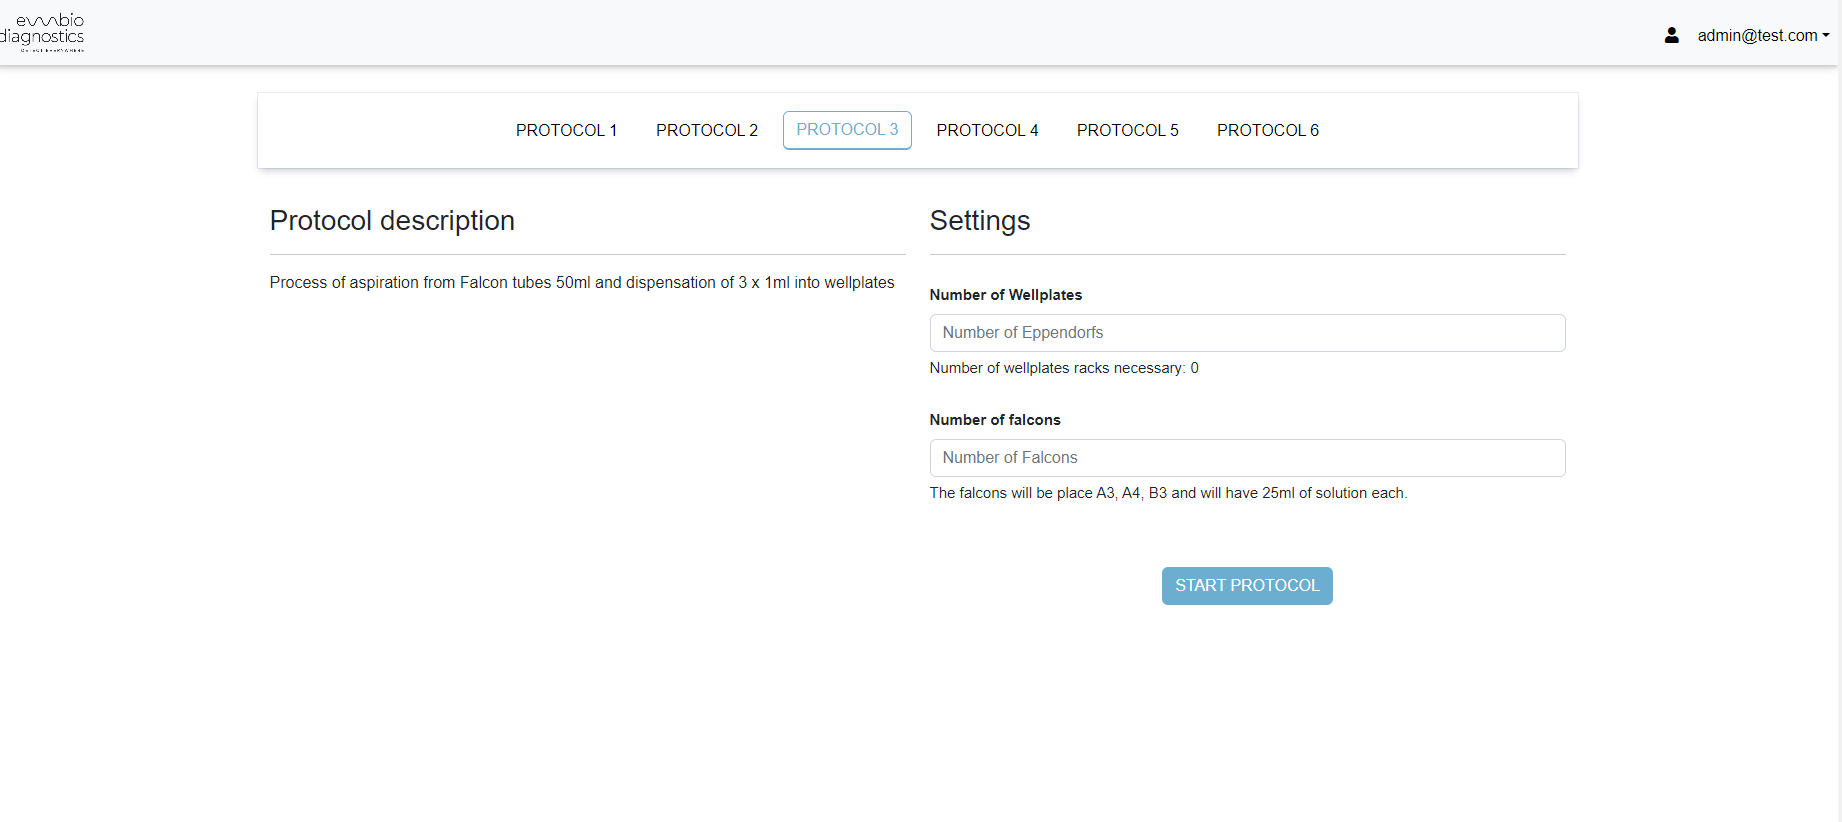 embio
diagnostics
DETECT EVERYWHERE
admin@test.com
PROTOCOL 1 PROTOCOL 2 PROTOCOL 3 PROTOCOL 4 PROTOCOL 5 PROTOCOL 6
Protocol description
Process of aspiration from Falcon tubes 50ml and dispensation of 3 x 1ml into wellplates
Settings
Number of Wellplates
Number of Eppendorfs
Number of wellplates racks necessary: 0
Number of falcons
Number of Falcons
The falcons will be place A3, A4, B3 and will have 25ml of solution each.
START PROTOCOL